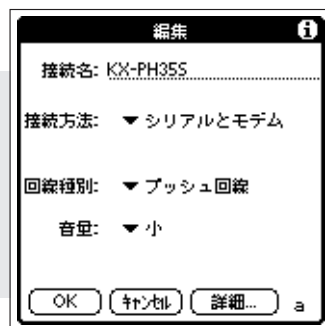 編集
接続名: KX-PH35S
接続方法: ▼シリアルとモデム
回線種別: ▼プッシュ回線
音量: ▼小
OK ｷｬﾝｾﾙ 詳細... a